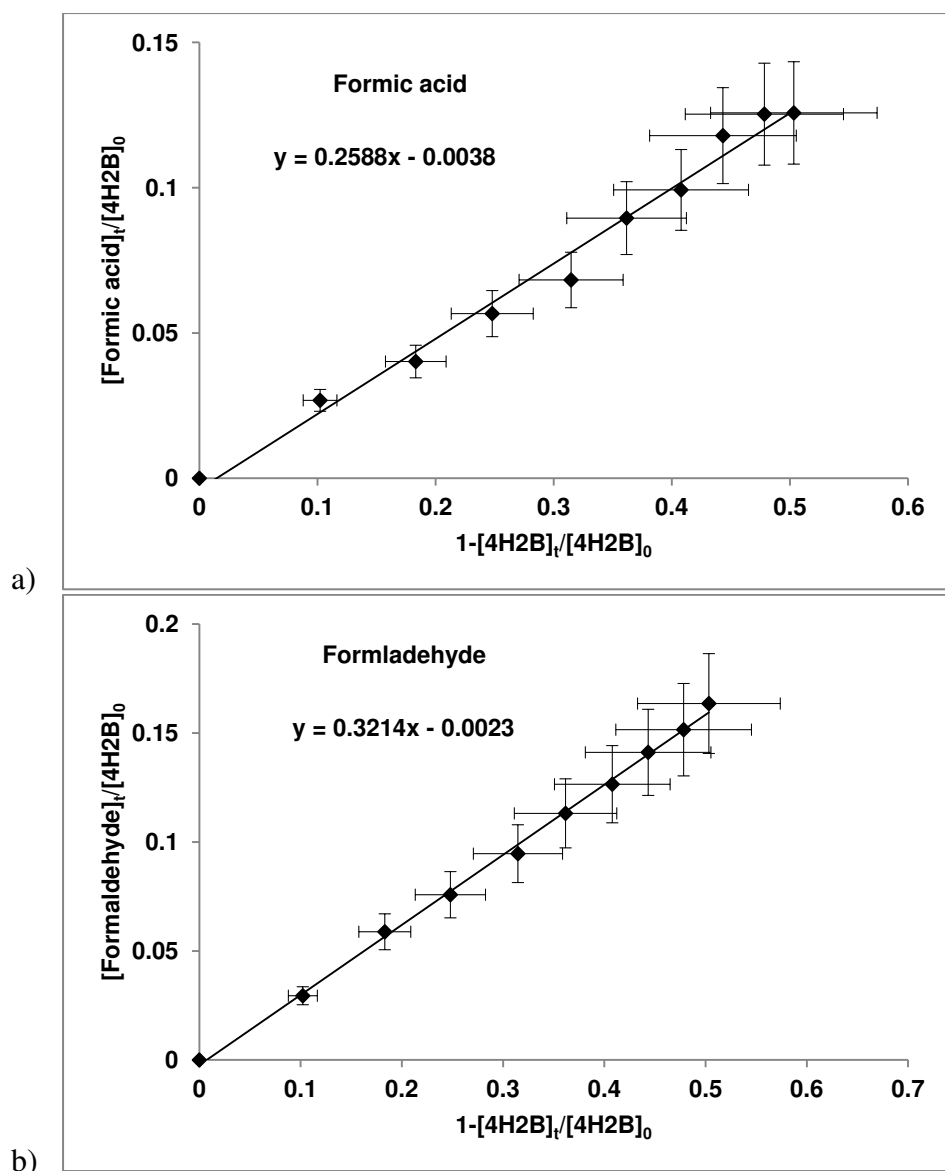 0.15
Formic acid
y = 0.2588x - 0.0038
0.1
[Formic acid]t/[4H2B]0
0.05
0
0 0.1 0.2 0.3 0.4 0.5 0.6
1-[4H2B]t/[4H2B]0
a)
0.2
Formladehyde
y = 0.3214x - 0.0023
0.15
[Formaldehyde]t/[4H2B]0
0.1
0.05
0
0 0.1 0.2 0.3 0.4 0.5 0.6 0.7
1-[4H2B]t/[4H2B]0
b)